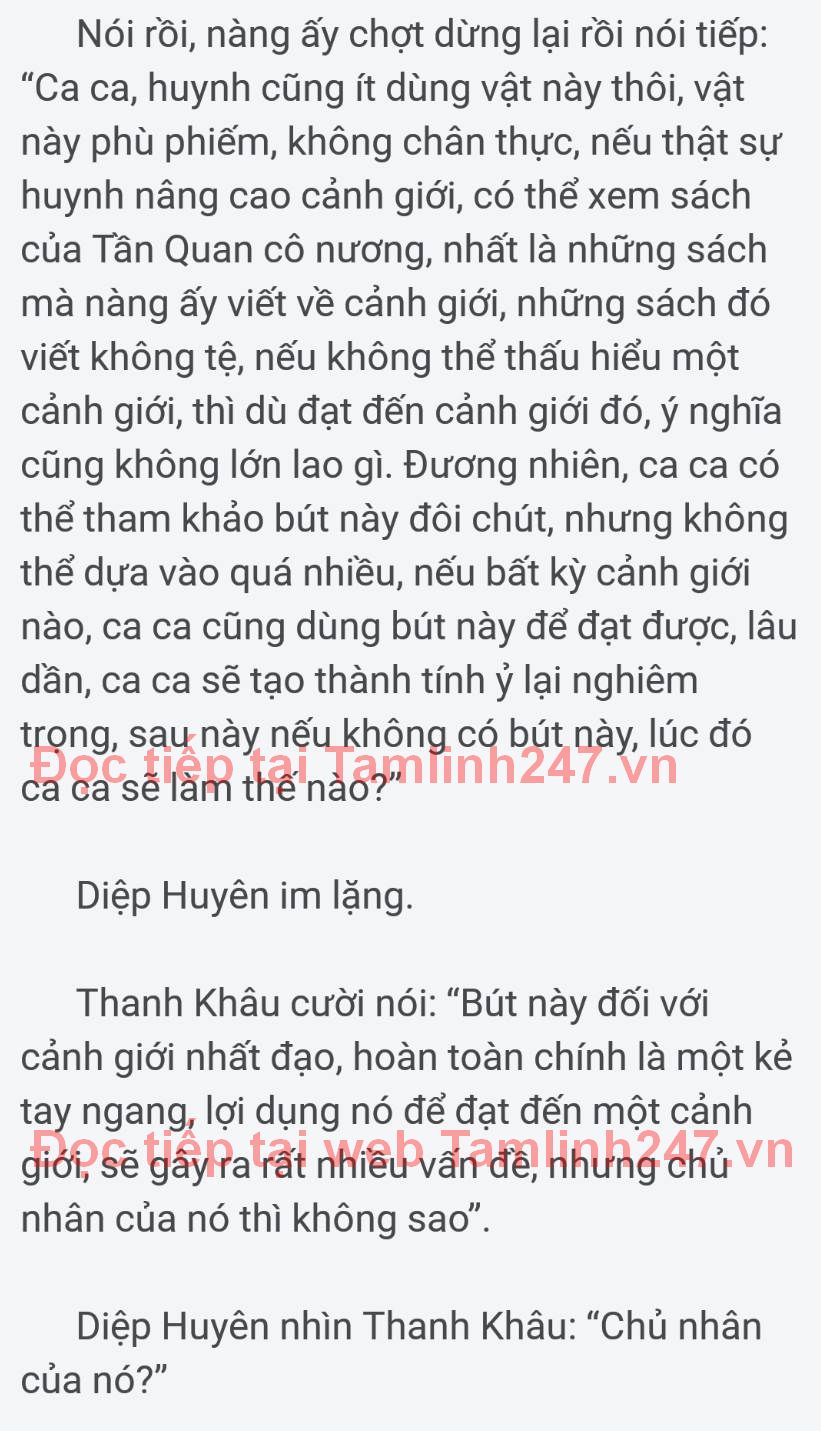 Nói rồi, nàng ấy chợt dừng lại rồi nói tiếp:
“Ca ca, huynh cũng ít dùng vật này thôi, vật
này phù phiếm, không chân thực, nếu thật sự
huynh nâng cao cảnh giới, có thể xem sách
của Tần Quan cô nương, nhất là những sách
mà nàng ấy viết về cảnh giới, những sách đó
viết không tệ, nếu không thể thấu hiểu một
cảnh giới, thì dù đạt đến cảnh giới đó, ý nghĩa
cũng không lớn lao gì. Đương nhiên, ca ca có
thể tham khảo bút này đôi chút, nhưng không
thể dựa vào quá nhiều, nếu bất kỳ cảnh giới
nào, ca ca cũng dùng bút này để đạt được, lâu
dần, ca ca sẽ tạo thành tính ỷ lại nghiêm
trọng, sau này nếu không có bút này, lúc đó
Đọc tiếp tại Tamlinh247.vn
ca ca sẽ làm thế nào?”
Diệp Huyên im lặng.
Thanh Khâu cười nói: “Bút này đối với
cảnh giới nhất đạo, hoàn toàn chính là một kẻ
tay ngang, lợi dụng nó để đạt đến một cảnh
Đọc tiếp tại web Tamlinh247.vn
giới, sẽ gây ra rất nhiều vấn đề, nhưng chủ
nhân của nó thì không sao”.
Diệp Huyên nhìn Thanh Khâu: “Chủ nhân
của nó?”